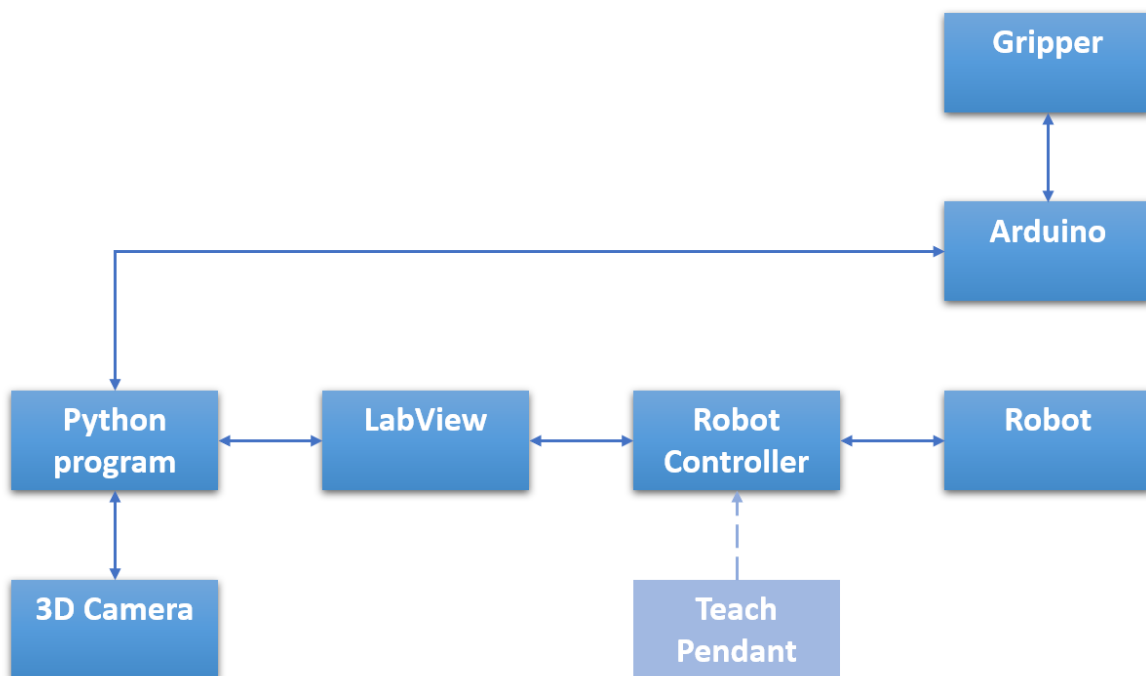 Gripper
Arduino
Python
program
LabView
Robot
Controller
Robot
3D Camera
Teach
Pendant